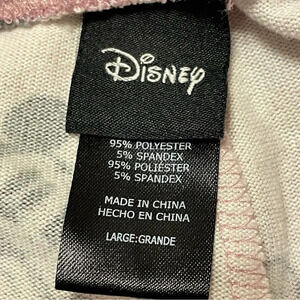 Disney
95% POLYESTER
5% SPANDEX
95% POLIÉSTER
5% SPANDEX
MADE IN CHINA
HECHO EN CHINA
LARGE:GRANDE